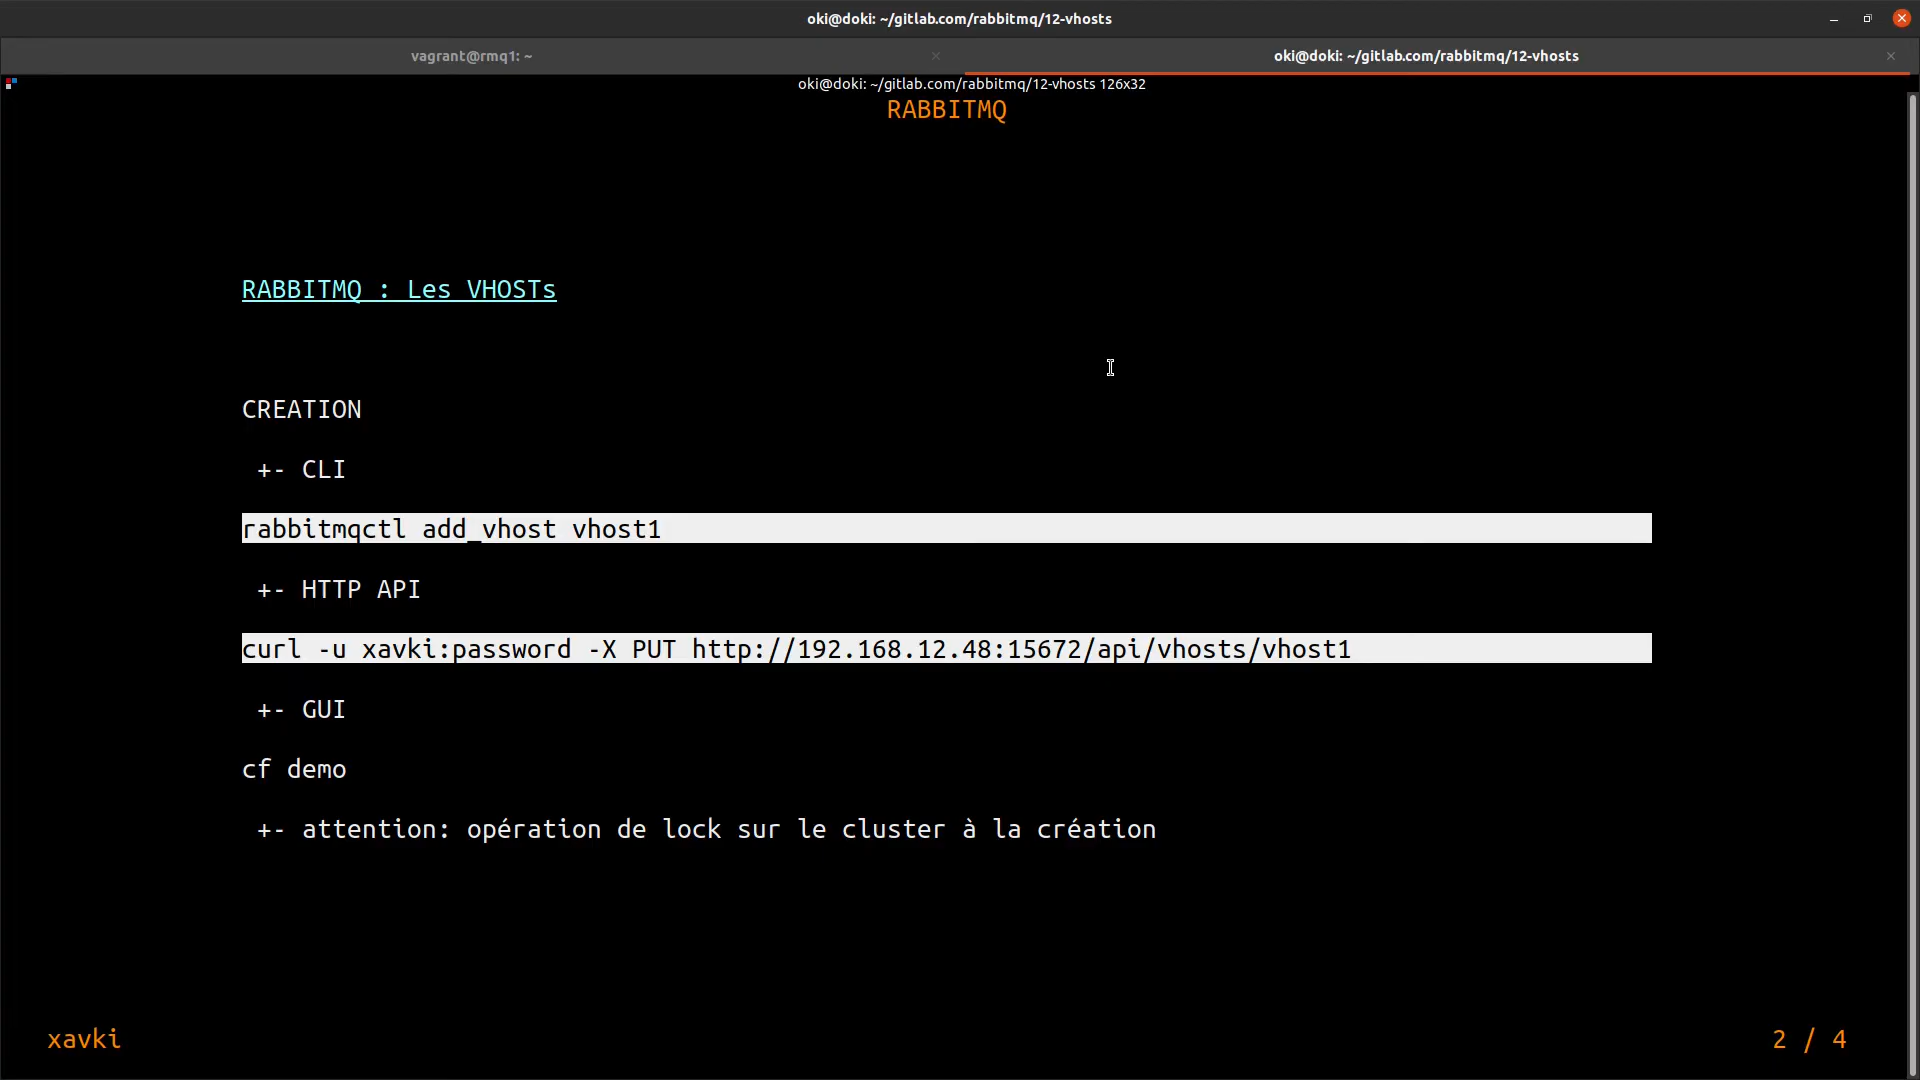 oki@doki: ~/gitlab.com/rabbitmq/12-vhosts
vagrant@rmq1: ~
oki@doki: ~/gitlab.com/rabbitmq/12-vhosts
oki@doki: ~/gitlab.com/rabbitmq/12-vhosts 126x32
RABBITMQ
RABBITMQ : Les VHOSTs
CREATION
+- CLI
rabbitmqctl add_vhost vhost1
+- HTTP API
curl -u xavki:password -X PUT http://192.168.12.48:15672/api/vhosts/vhost1
+- GUI
cf demo
+- attention: opération de lock sur le cluster à la création
xavki
2 / 4